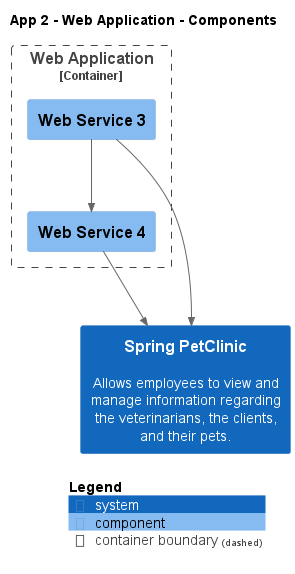 App 2 - Web Application - Components
Web Application
[Container]
Web Service 3
Web Service 4
Spring PetClinic
Allows employees to view and
manage information regarding
the veterinarians, the clients,
and their pets.
Legend
system
component
container boundary (dashed)